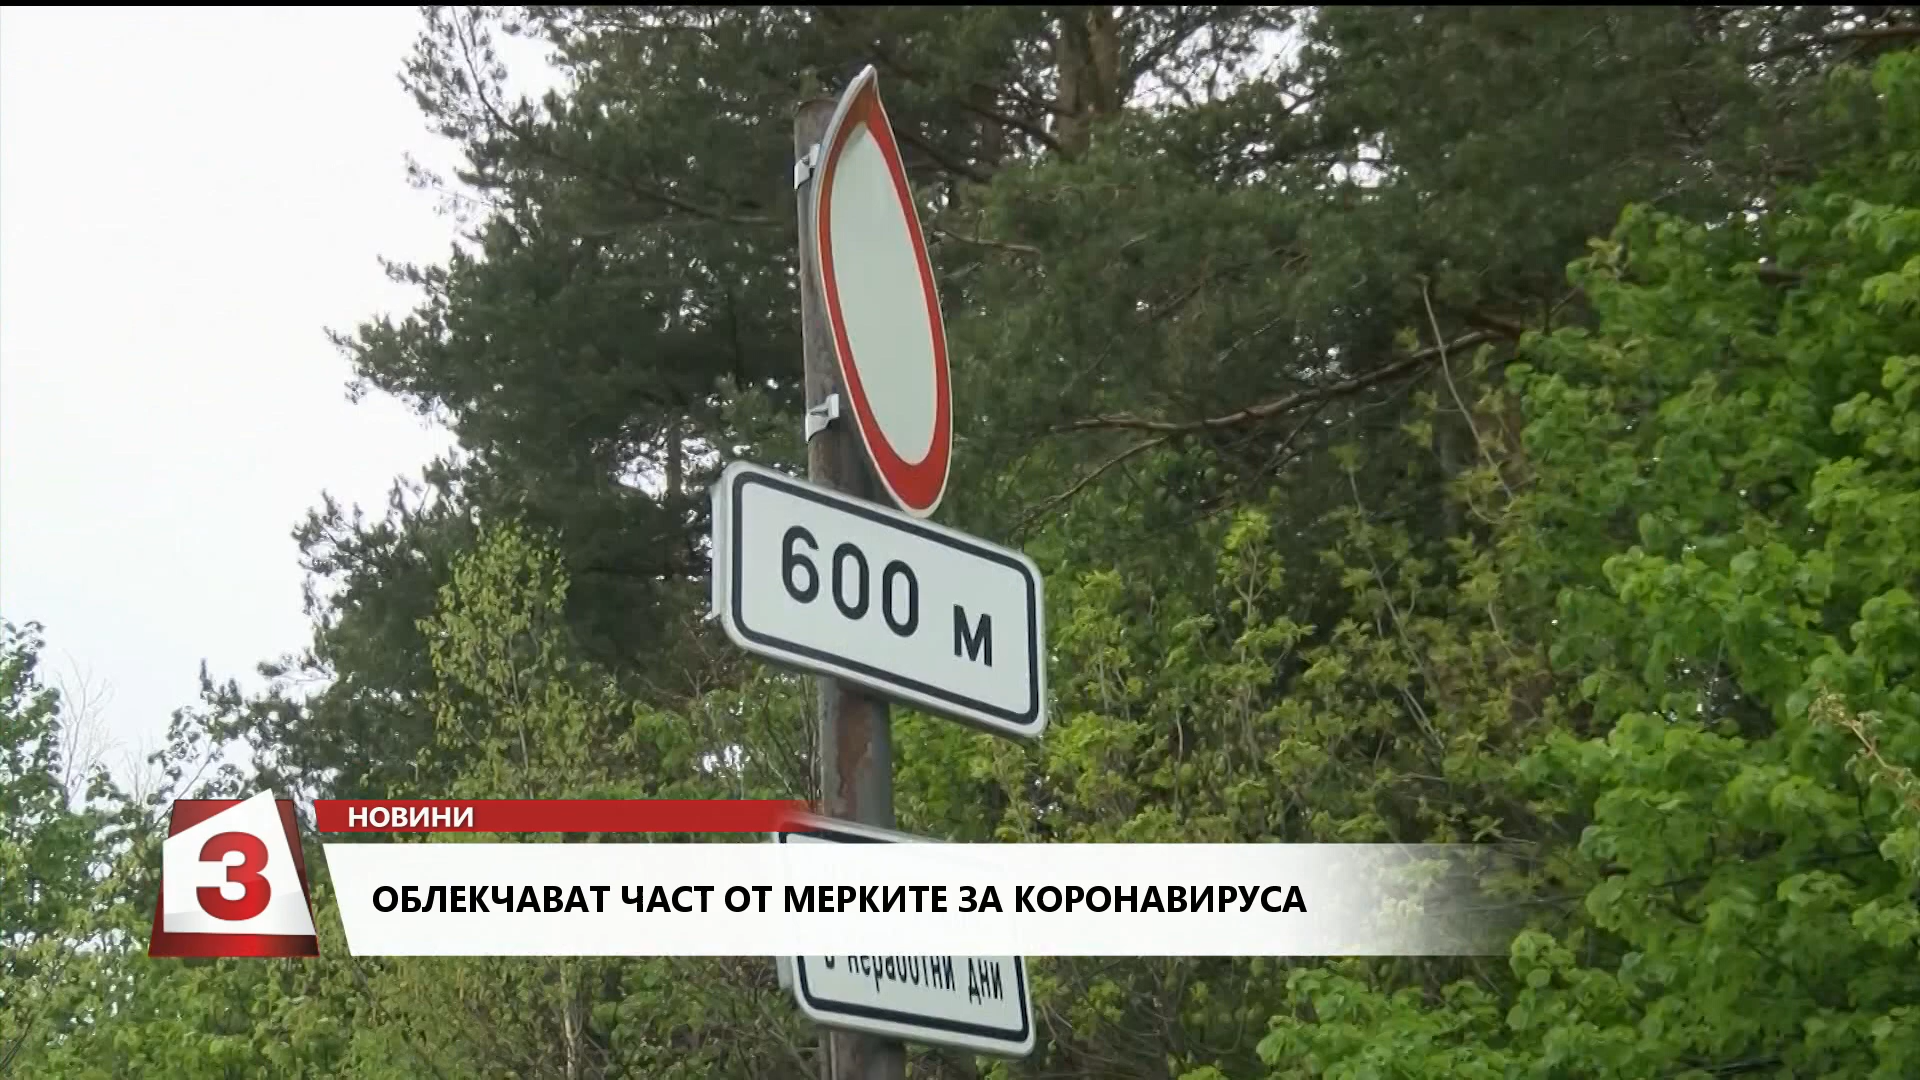 600 м
НОВИНИ
3
ОБЛЕКЧАВАТ ЧАСТ ОТ МЕРКИТЕ ЗА КОРОНАВИРУСА
в неработни дни